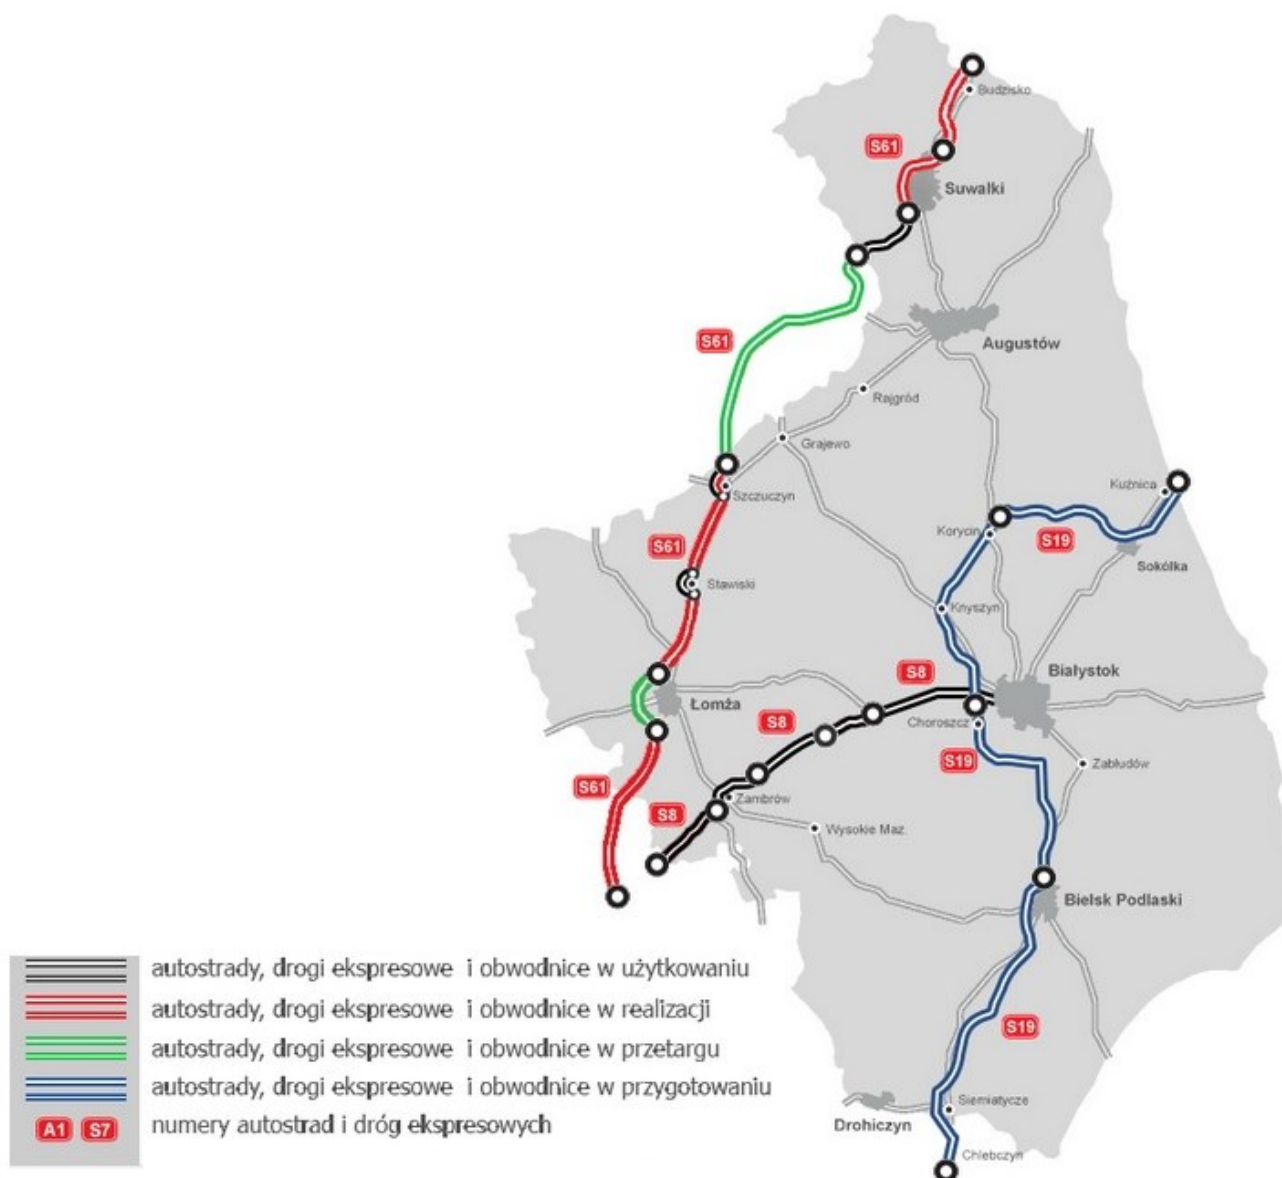 Budzisko
S61
Suwalki
S61
Augustów
Rajgród
Grajewo
Szczuczyn
Kuźnica
Korycin
S19
Sokólka
S61
Stawiski
Knyszyn
Białystok
S8
Łomża
S8
Choroszcz
S19
Zabłudów
S61
S8
Zambrów
Wysokie Maz.
Bielsk Podlaski
S19
Siemiatycze
Drohiczyn
Chlebczyn
autostrady, drogi ekspresowe i obwodnice w użytkowaniu
autostrady, drogi ekspresowe i obwodnice w realizacji
autostrady, drogi ekspresowe i obwodnice w przetargu
autostrady, drogi ekspresowe i obwodnice w przygotowaniu
A1 S7 numery autostrad i dróg ekspresowych